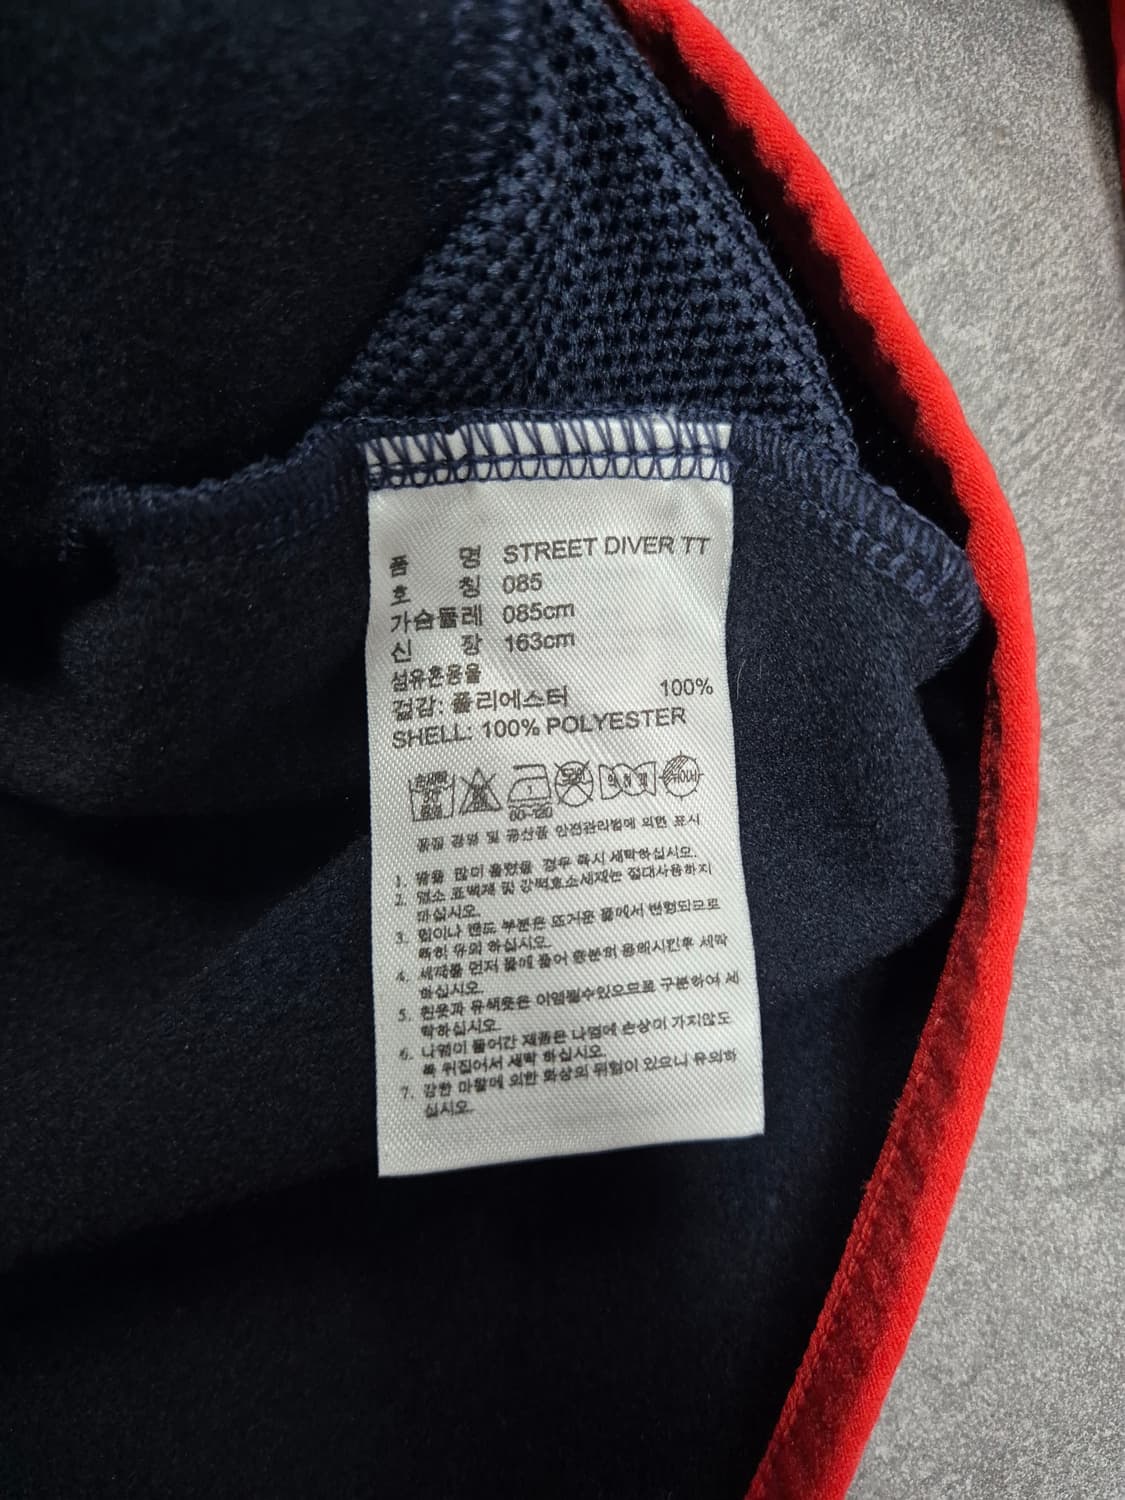 품 명 STREET DIVER TT
호 칭 085
가슴둘레 085cm
신 장 163cm
섬유혼용율
겉감: 폴리에스터 100%
SHELL: 100% POLYESTER
60~120
품질 경영 및 공산품 안전관리법에 의한 표시
1. 땀을 많이 흘렸을 경우 즉시 세탁하십시오.
2. 염소 표백제 및 강력효소세제는 절대사용하지
마십시오.
3. 립이나 밴드 부분은 뜨거운 물에서 변형되므로
특히 유의 하십시오.
4. 세제를 먼저 물에 풀어 충분히 용해시킨후 세탁
하십시오.
5. 흰옷과 유색옷은 이염될수있으므로 구분하여 세
탁하십시오.
6. 나염이 들어간 제품은 나염에 손상이 가지않도
록 뒤집어서 세탁 하십시오.
7. 강한 마찰에 의한 화상의 위험이 있으니 유의하
십시오.